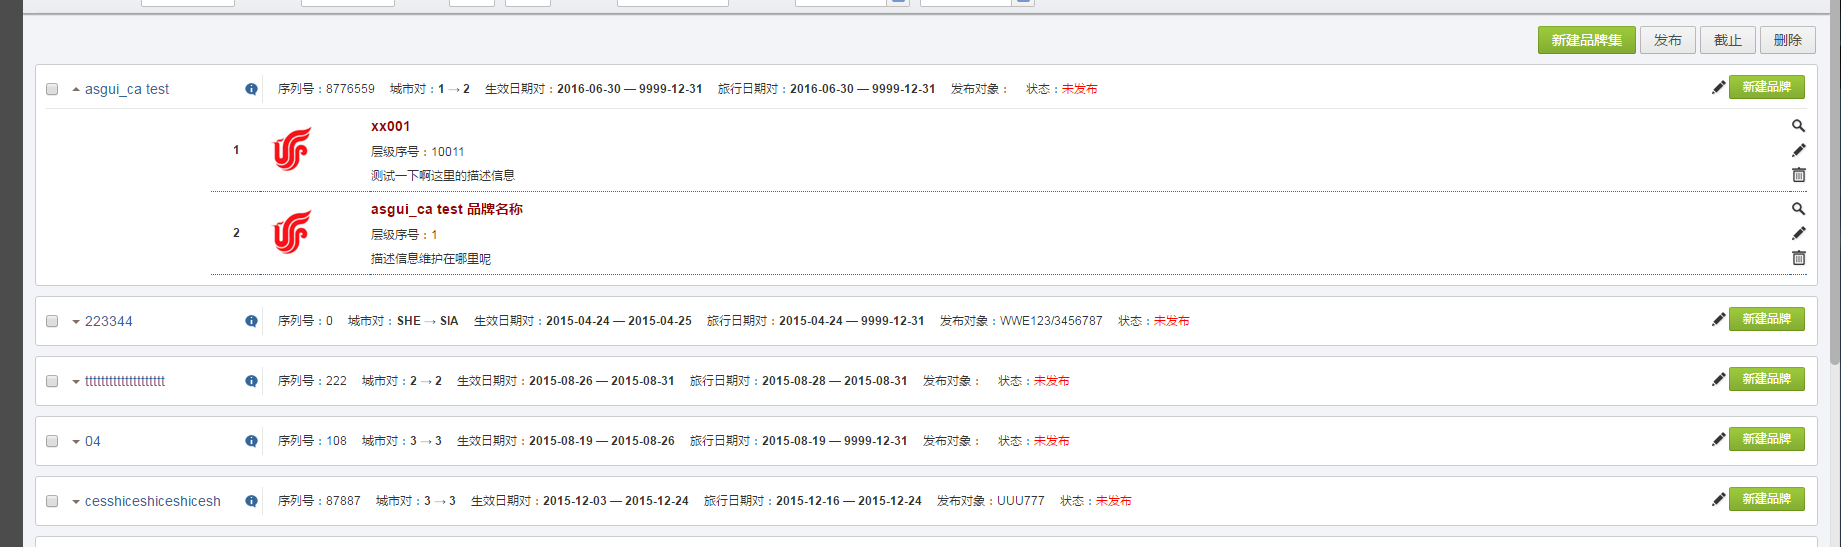 新建品牌集 发布 截止 删除
asgui_ca test 序列号：8776559 城市对：1 → 2 生效日期对：2016-06-30 — 9999-12-31 旅行日期对：2016-06-30 — 9999-12-31 发布对象： 状态：未发布 新建品牌
xx001
1 层级序号：10011
测试一下啊这里的描述信息
asgui_ca test 品牌名称
2 层级序号：1
描述信息维护在哪里呢
223344 序列号：0 城市对：SHE → SIA 生效日期对：2015-04-24 — 2015-04-25 旅行日期对：2015-04-24 — 9999-12-31 发布对象：WWE123/3456787 状态：未发布 新建品牌
tttttttttttttttttttt 序列号：222 城市对：2 → 2 生效日期对：2015-08-26 — 2015-08-31 旅行日期对：2015-08-28 — 2015-08-31 发布对象： 状态：未发布 新建品牌
04 序列号：108 城市对：3 → 3 生效日期对：2015-08-19 — 2015-08-26 旅行日期对：2015-08-19 — 9999-12-31 发布对象： 状态：未发布 新建品牌
cesshiceshiceshicesh 序列号：87887 城市对：3 → 3 生效日期对：2015-12-03 — 2015-12-24 旅行日期对：2015-12-16 — 2015-12-24 发布对象：UUU777 状态：未发布 新建品牌